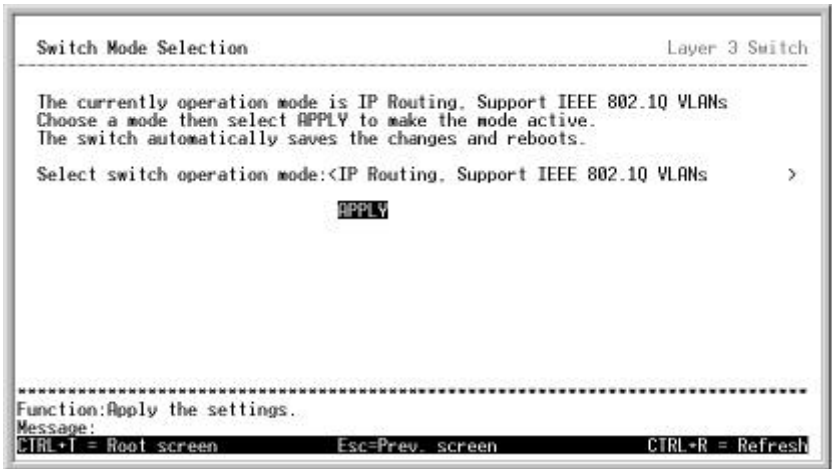 Switch Mode Selection Layer 3 Switch
The currently operation mode is IP Routing, Support IEEE 802.1Q VLANs
Choose a mode then select APPLY to make the mode active.
The switch automatically saves the changes and reboots.
Select switch operation mode:<IP Routing, Support IEEE 802.1Q VLANs >
APPLY
********************************************************************************
Function:Apply the settings.
Message:
CTRL+T = Root screen Esc=Prev. screen CTRL+R = Refresh